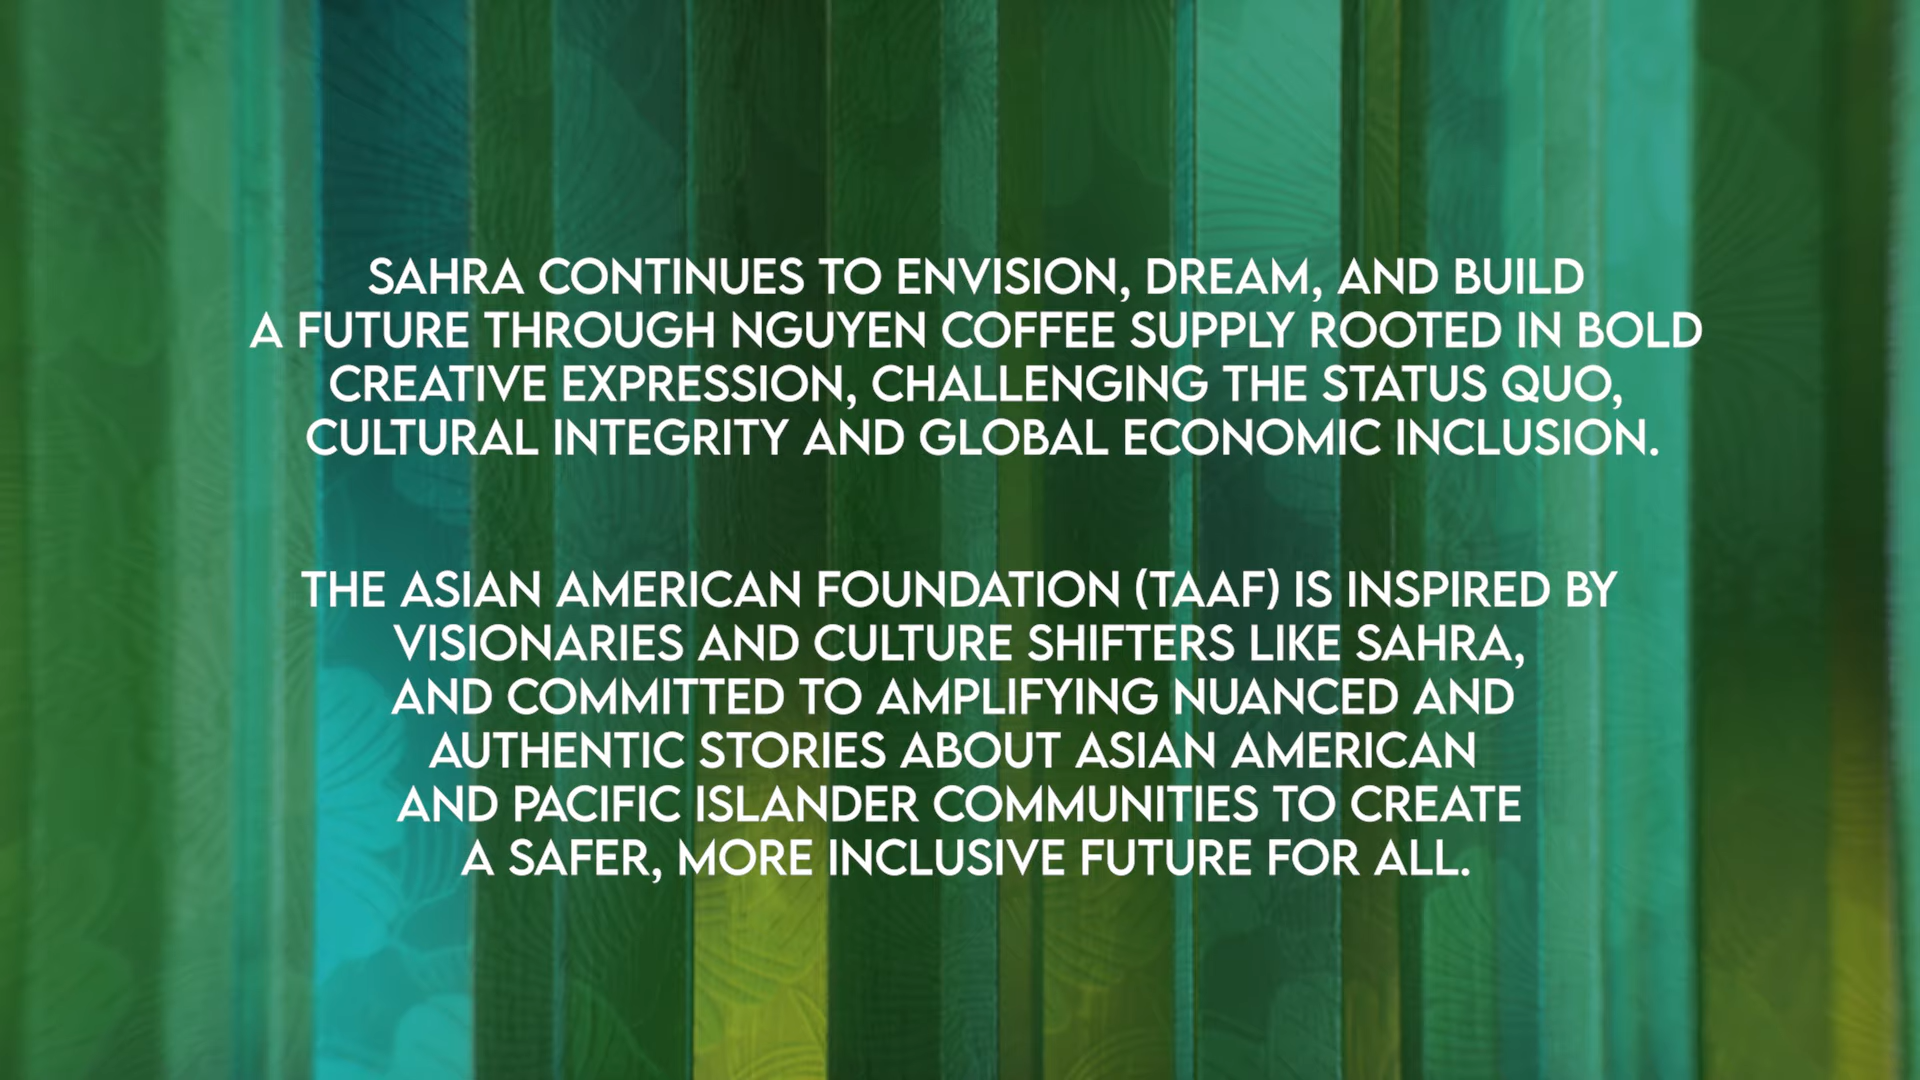 SAHRA CONTINUES TO ENVISION, DREAM, AND BUILD
A FUTURE THROUGH NGUYEN COFFEE SUPPLY ROOTED IN BOLD
CREATIVE EXPRESSION, CHALLENGING THE STATUS QUO,
CULTURAL INTEGRITY AND GLOBAL ECONOMIC INCLUSION.
THE ASIAN AMERICAN FOUNDATION (TAAF) IS INSPIRED BY
VISIONARIES AND CULTURE SHIFTERS LIKE SAHRA,
AND COMMITTED TO AMPLIFYING NUANCED AND
AUTHENTIC STORIES ABOUT ASIAN AMERICAN
AND PACIFIC ISLANDER COMMUNITIES TO CREATE
A SAFER, MORE INCLUSIVE FUTURE FOR ALL.